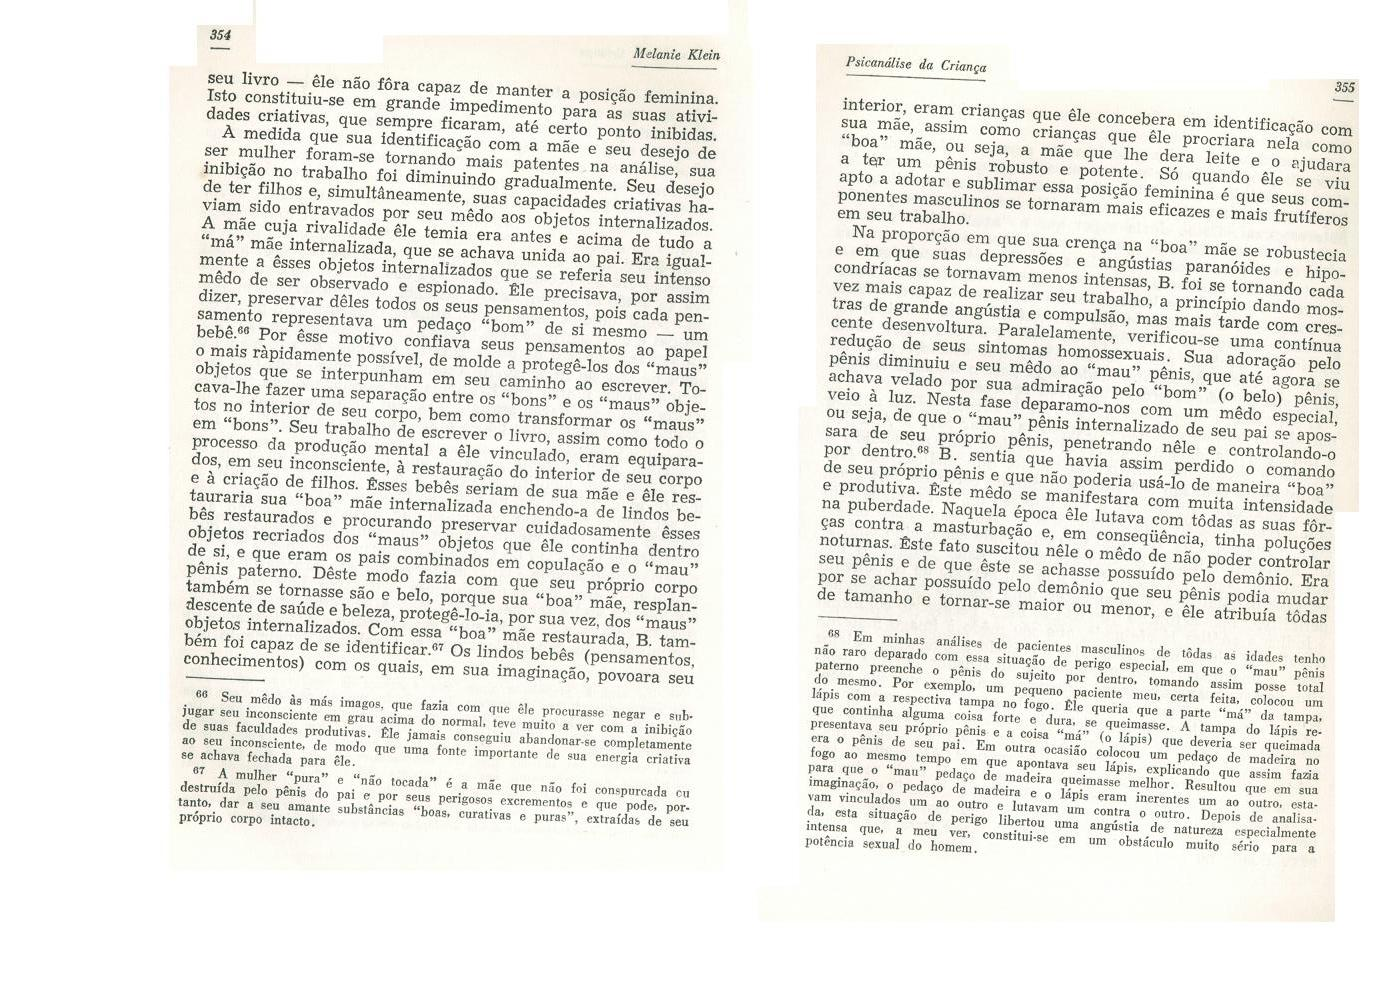 354
Melanie Klein
seu livro — êle não fôra capaz de manter a posição feminina.
Isto constituiu-se em grande impedimento para as suas ativi-
dades criativas, que sempre ficaram, até certo ponto inibidas.
A medida que sua identificação com a mãe e seu desejo de
ser mulher foram-se tornando mais patentes na análise, sua
inibição no trabalho foi diminuindo gradualmente. Seu desejo
de ter filhos e, simultâneamente, suas capacidades criativas ha-
viam sido entravados por seu mêdo aos objetos internalizados.
A mãe cuja rivalidade êle temia era antes e acima de tudo a
“má” mãe internalizada, que se achava unida ao pai. Era igual-
mente a êsses objetos internalizados que se referia seu intenso
mêdo de ser observado e espionado. Êle precisava, por assim
dizer, preservar dêles todos os seus pensamentos, pois cada pen-
samento representava um pedaço “bom” de si mesmo — um
bebê.⁶⁶ Por êsse motivo confiava seus pensamentos ao papel
o mais ràpidamente possível, de molde a protegê-los dos “maus”
objetos que se interpunham em seu caminho ao escrever. To-
cava-lhe fazer uma separação entre os “bons” e os “maus” obje-
tos no interior de seu corpo, bem como transformar os “maus”
em “bons”. Seu trabalho de escrever o livro, assim como todo o
processo da produção mental a êle vinculado, eram equipara-
dos, em seu inconsciente, à restauração do interior de seu corpo
e à criação de filhos. Êsses bebês seriam de sua mãe e êle res-
tauraria sua “boa” mãe internalizada enchendo-a de lindos be-
bês restaurados e procurando preservar cuidadosamente êsses
objetos recriados dos “maus” objetos que êle continha dentro
de si, e que eram os pais combinados em copulação e o “mau”
pênis paterno. Dêste modo fazia com que seu próprio corpo
também se tornasse são e belo, porque sua “boa” mãe, resplan-
descente de saúde e beleza, protegê-lo-ia, por sua vez, dos “maus”
objetos internalizados. Com essa “boa” mãe restaurada, B. tam-
bém foi capaz de se identificar.⁶⁷ Os lindos bebês (pensamentos,
conhecimentos) com os quais, em sua imaginação, povoara seu
66 Seu mêdo às más imagos, que fazia com que êle procurasse negar e sub-
jugar seu inconsciente em grau acima do normal, teve muito a ver com a inibição
de suas faculdades produtivas. Êle jamais conseguiu abandonar-se completamente
ao seu inconsciente, de modo que uma fonte importante de sua energia criativa
se achava fechada para êle.
67 A mulher “pura” e “não tocada” é a mãe que não foi conspurcada cu
destruída pelo pênis do pai e por seus perigosos excrementos e que pode, por-
tanto, dar a seu amante substâncias “boas, curativas e puras”, extraídas de seu
próprio corpo intacto.
Psicanálise da Criança
355
interior, eram crianças que êle concebera em identificação com
sua mãe, assim como crianças que êle procriara nela como
“boa” mãe, ou seja, a mãe que lhe dera leite e o ajudara
a ter um pênis robusto e potente. Só quando êle se viu
apto a adotar e sublimar essa posição feminina é que seus com-
ponentes masculinos se tornaram mais eficazes e mais frutíferos
em seu trabalho.
Na proporção em que sua crença na “boa” mãe se robustecia
e em que suas depressões e angústias paranóides e hipo-
condríacas se tornavam menos intensas, B. foi se tornando cada
vez mais capaz de realizar seu trabalho, a princípio dando mos-
tras de grande angústia e compulsão, mas mais tarde com cres-
cente desenvoltura. Paralelamente, verificou-se uma contínua
redução de seus sintomas homossexuais. Sua adoração pelo
pênis diminuiu e seu mêdo ao “mau” pênis, que até agora se
achava velado por sua admiração pelo “bom” (o belo) pênis,
veio à luz. Nesta fase deparamo-nos com um mêdo especial,
ou seja, de que o “mau” pênis internalizado de seu pai se apos-
sara de seu próprio pênis, penetrando nêle e controlando-o
por dentro.⁶⁸ B. sentia que havia assim perdido o comando
de seu próprio pênis e que não poderia usá-lo de maneira “boa”
e produtiva. Êste mêdo se manifestara com muita intensidade
na puberdade. Naquela época êle lutava com tôdas as suas fôr-
ças contra a masturbação e, em conseqüência, tinha poluções
noturnas. Êste fato suscitou nêle o mêdo de não poder controlar
seu pênis e de que êste se achasse possuído pelo demônio. Era
por se achar possuído pelo demônio que seu pênis podia mudar
de tamanho e tornar-se maior ou menor, e êle atribuía tôdas
68 Em minhas análises de pacientes masculinos de tôdas as idades tenho
não raro deparado com essa situação de perigo especial, em que o “mau” pênis
paterno preenche o pênis do sujeito por dentro, tomando assim posse total
do mesmo. Por exemplo, um pequeno paciente meu, certa feita, colocou um
lápis com a respectiva tampa no fogo. Êle queria que a parte “má” da tampa,
que continha alguma coisa forte e dura, se queimasse. A tampa do lápis re-
presentava seu próprio pênis e a coisa “má” (o lápis) que deveria ser queimada
era o pênis de seu pai. Em outra ocasião colocou um pedaço de madeira no
fogo ao mesmo tempo em que apontava seu lápis, explicando que assim fazia
para que o “mau” pedaço de madeira queimasse melhor. Resultou que em sua
imaginação, o pedaço de madeira e o lápis eram inerentes um ao outro, esta-
vam vinculados um ao outro e lutavam um contra o outro. Depois de analisa-
da, esta situação de perigo libertou uma angústia de natureza especialmente
intensa que, a meu ver, constitui-se em um obstáculo muito sério para a
potência sexual do homem.